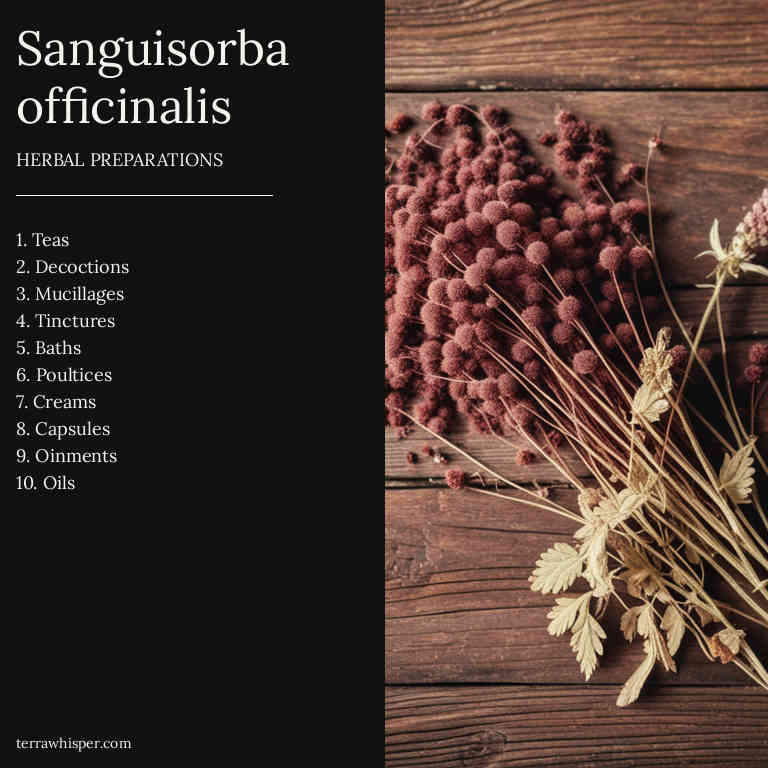 Sanguisorba
officinalis
HERBAL PREPARATIONS
1. Teas
2. Decoctions
3. Mucillages
4. Tinctures
5. Baths
6. Poultices
7. Creams
8. Capsules
9. Oinments
10. Oils
terrawhisper.com